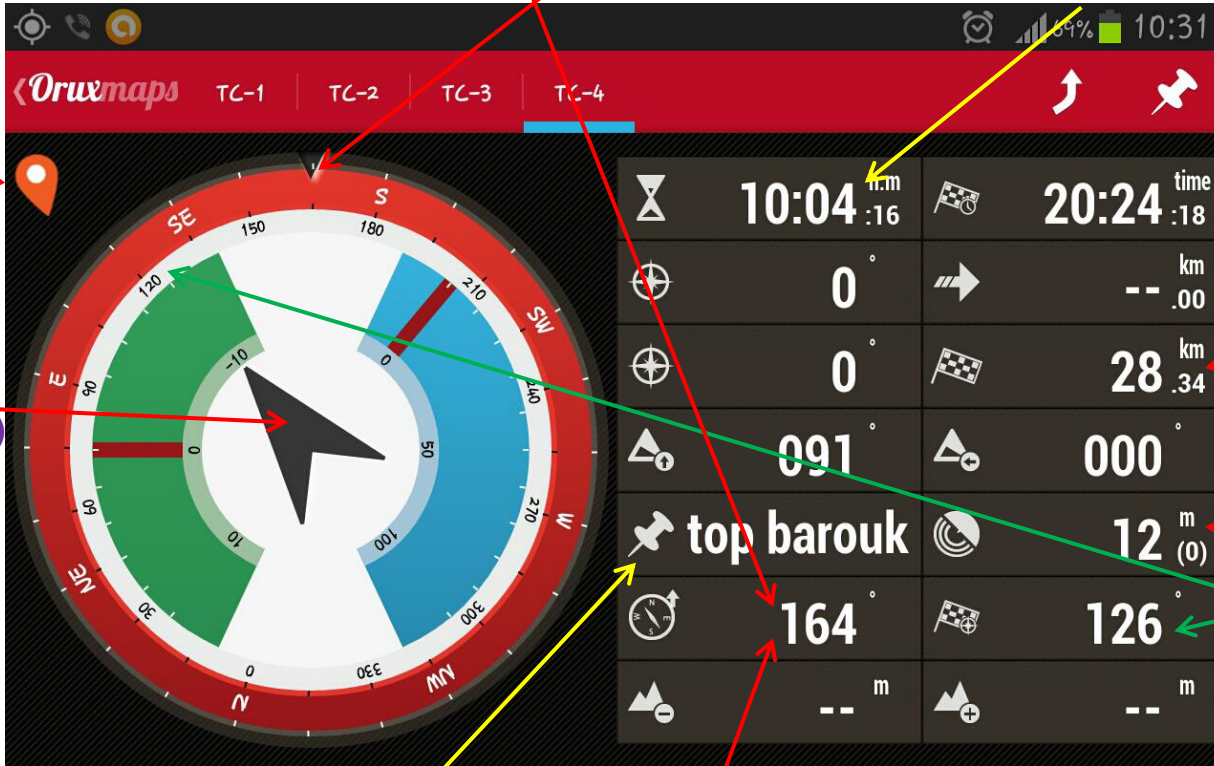 69% 10:31
Oruxmaps TC-1 TC-2 TC-3 TC-4
S
SE
150 180
120 210
SW
-10
0
E 90 240
0 50
60 270 W
10 100
NE
30 300
0 330
N NW
10:04 h:m :16
20:24 time :18
0 °
-- km .00
0 °
28 km .34
091 °
000 °
top barouk
12 m (0)
N
W E
S
164 °
126 °
-- m
-- m